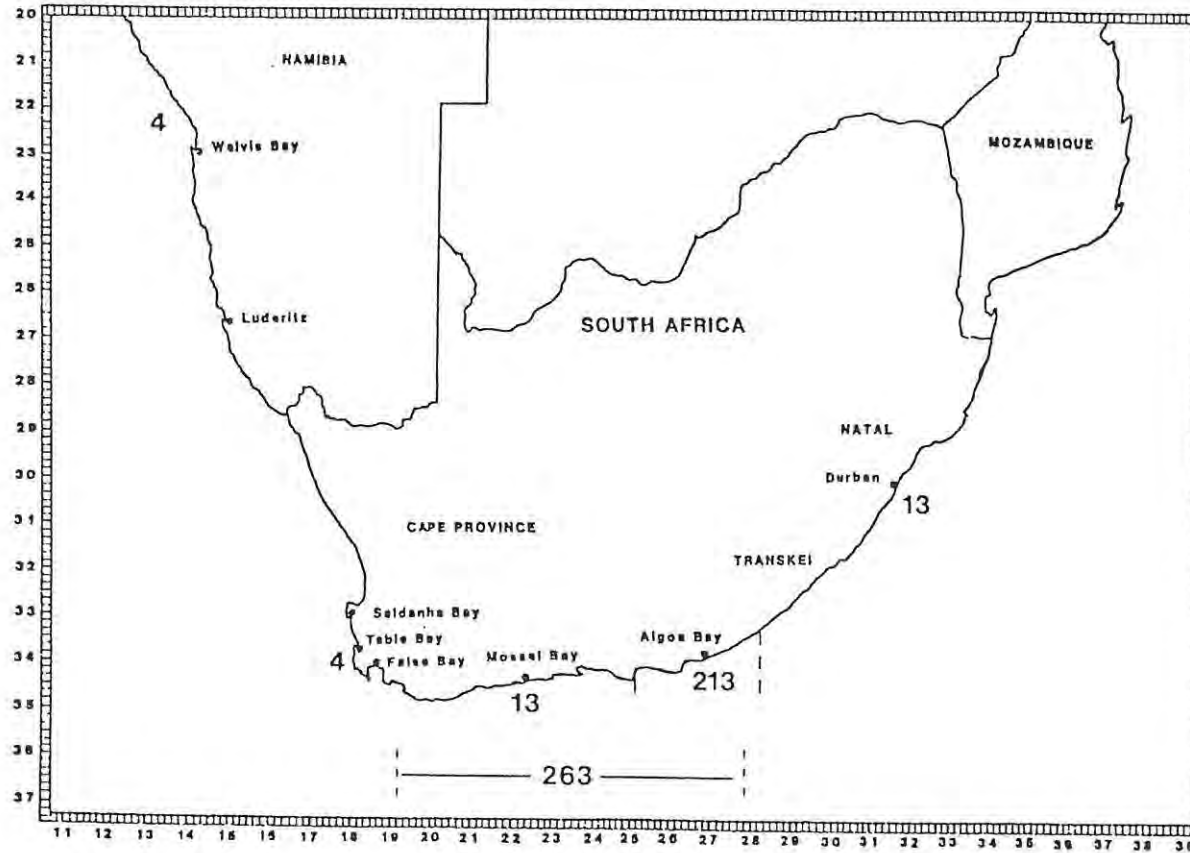 20
21
22
23
24
25
26
27
28
29
30
31
32
33
34
35
36
37
NAMIBIA
4
Walvis Bay
MOZAMBIQUE
Luderitz
SOUTH AFRICA
NATAL
Durban
13
CAPE PROVINCE
TRANSKEI
Saldanha Bay
Table Bay
4
False Bay
Mossel Bay
13
Algoa Bay
213
263
11 12 13 14 15 15 17 18 19 20 21 22 23 24 25 25 27 28 29 30 31 32 33 34 35 36 37 38 39